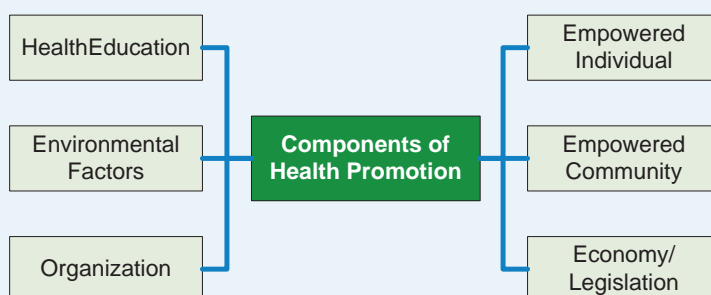 HealthEducation
Environmental
Factors
Organization
Components of
Health Promotion
Empowered
Individual
Empowered
Community
Economy/
Legislation